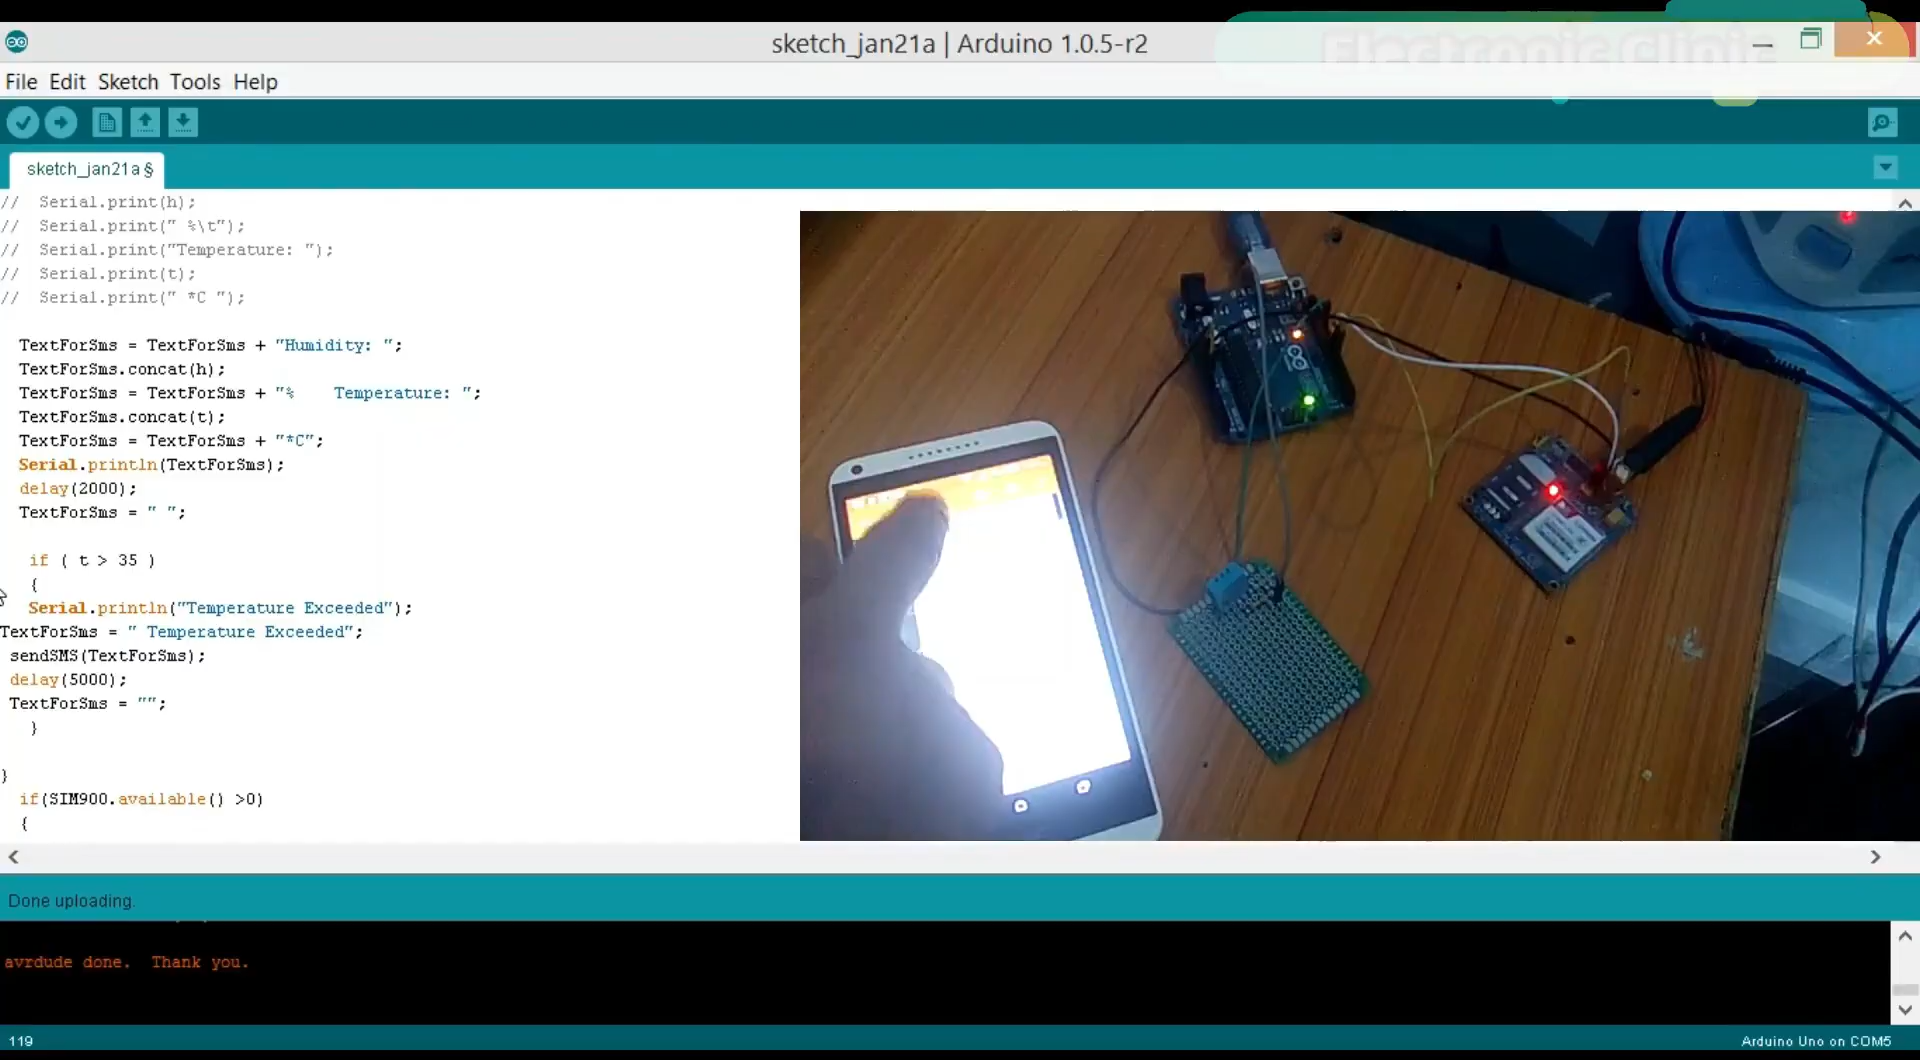 Electronic Clinic
sketch_jan21a | Arduino 1.0.5-r2
File Edit Sketch Tools Help
sketch_jan21a §
//  Serial.print(h);
//  Serial.print(" %\t");
//  Serial.print("Temperature: ");
//  Serial.print(t);
//  Serial.print(" *C ");
TextForSms = TextForSms + "Humidity: ";
TextForSms.concat(h);
TextForSms = TextForSms + "%    Temperature: ";
TextForSms.concat(t);
TextForSms = TextForSms + "*C";
Serial.println(TextForSms);
delay(2000);
TextForSms = " ";
if ( t > 35 )
{
Serial.println("Temperature Exceeded");
TextForSms = " Temperature Exceeded";
sendSMS(TextForSms);
delay(5000);
TextForSms = "";
}
}
if(SIM900.available() >0)
{
Done uploading.
avrdude done.  Thank you.
119
Arduino Uno on COM5